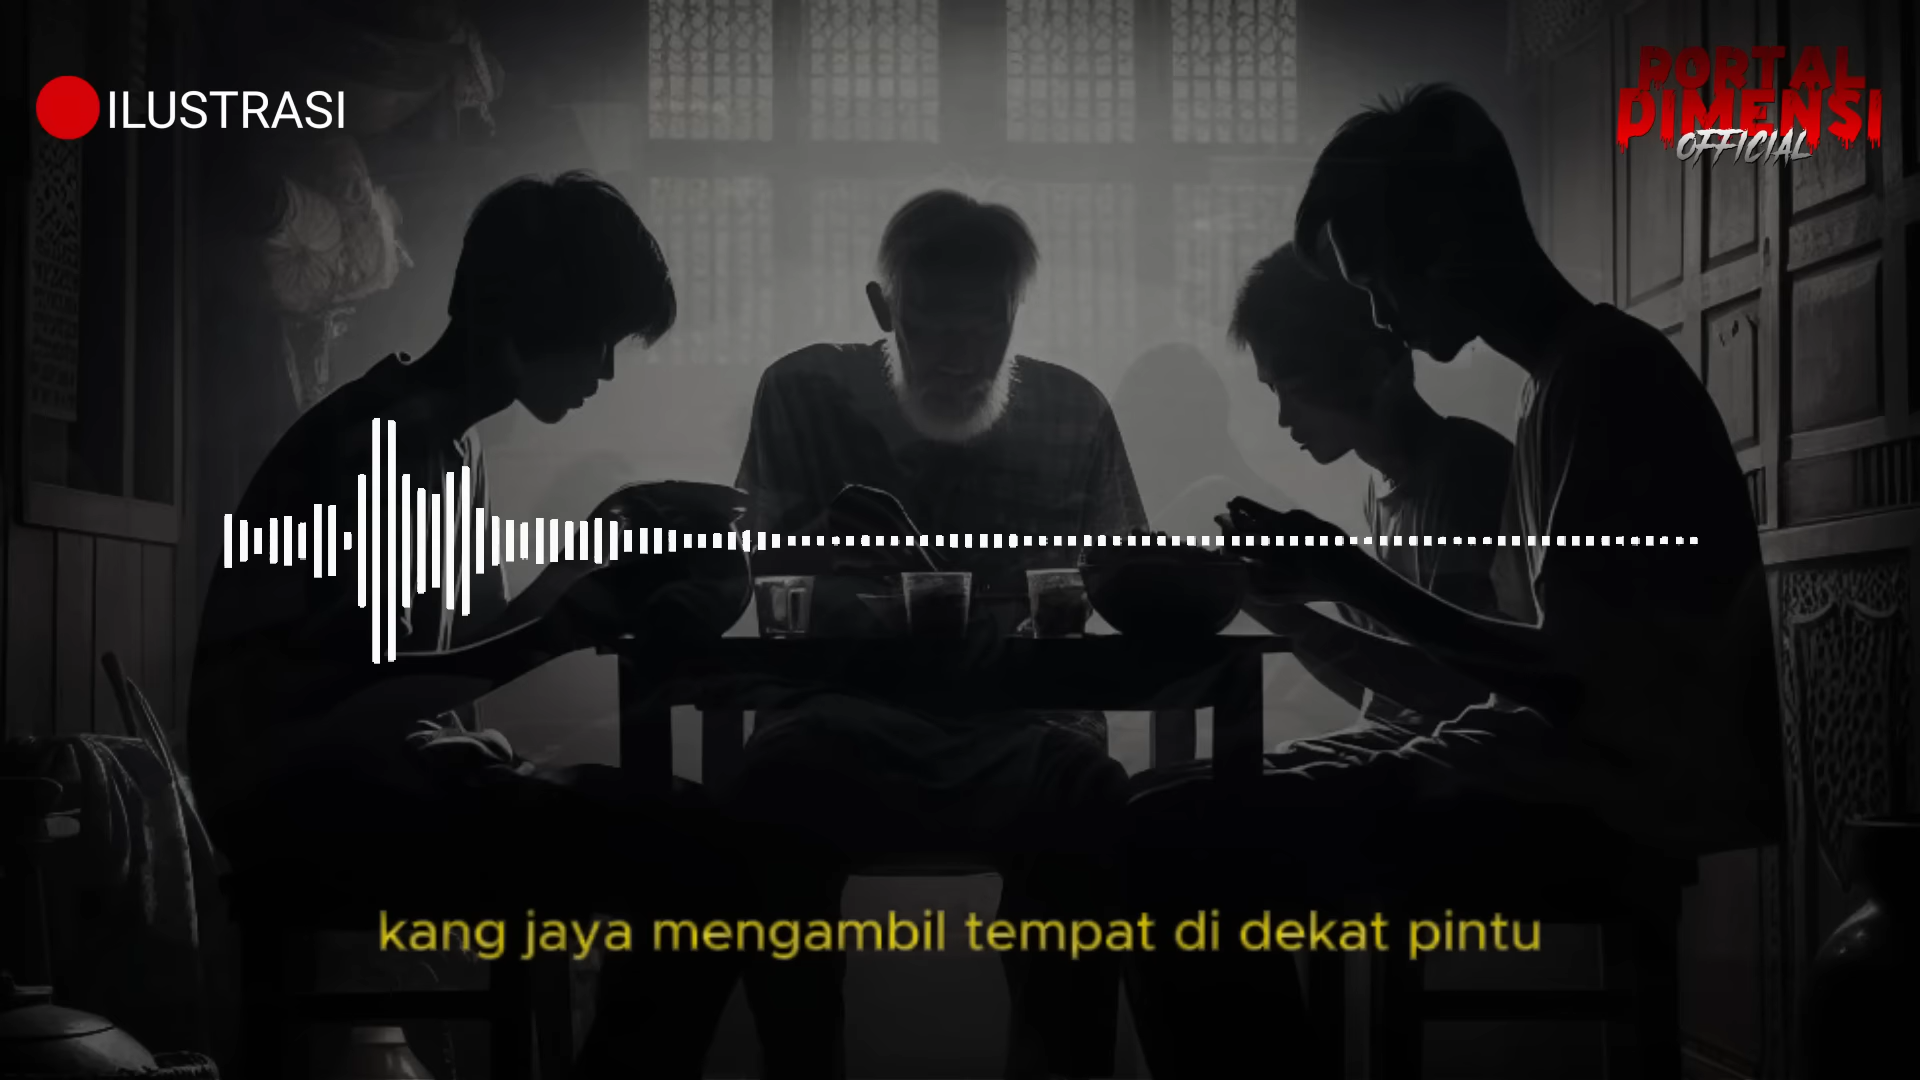 ILUSTRASI
PORTAL
DIMENSI
OFFICIAL
kang jaya mengambil tempat di dekat pintu